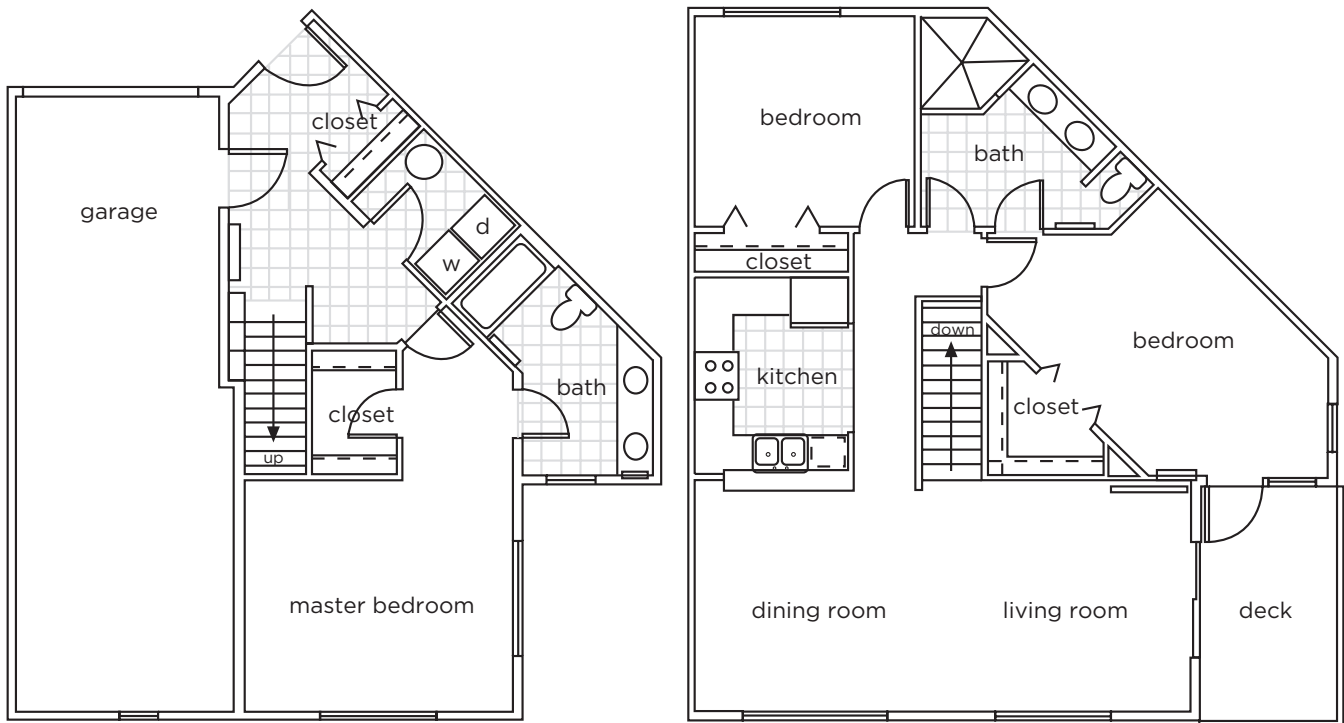 closet
garage
d
w
bath
closet
up
master bedroom
bedroom
bath
closet
down
bedroom
kitchen
closet
dining room
living room
deck